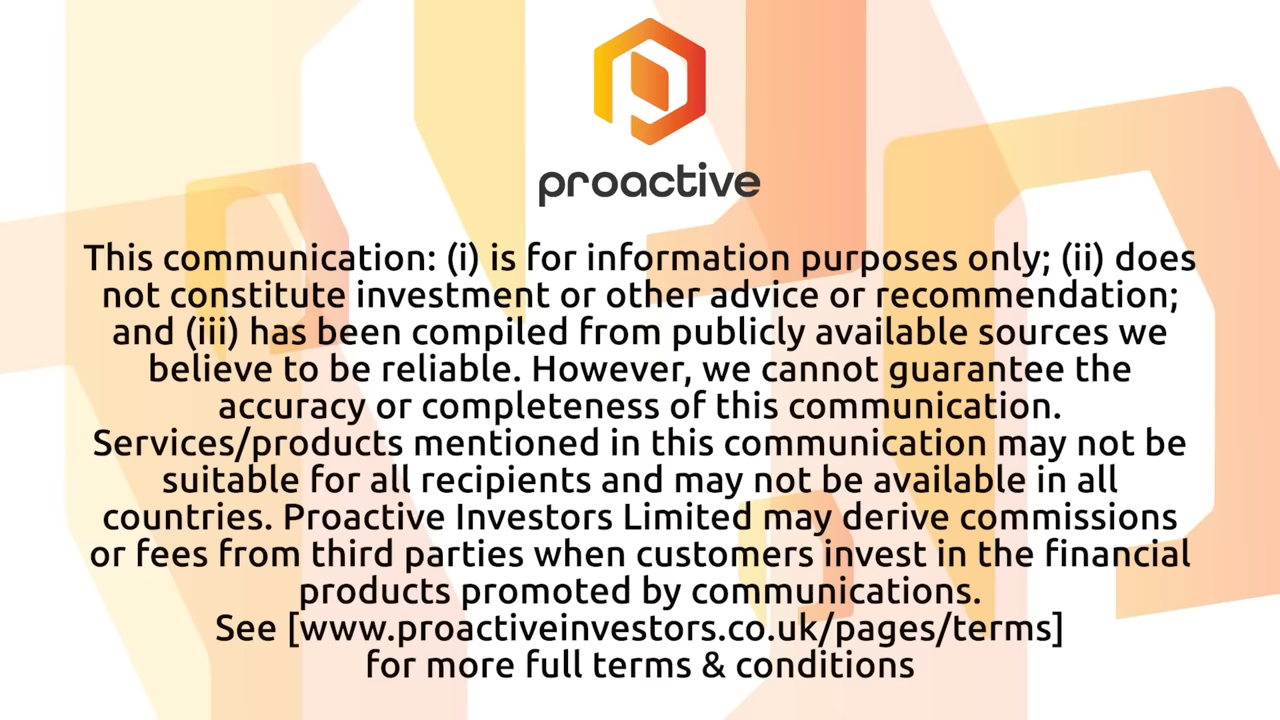 proactive
This communication: (i) is for information purposes only; (ii) does
not constitute investment or other advice or recommendation;
and (iii) has been compiled from publicly available sources we
believe to be reliable. However, we cannot guarantee the
accuracy or completeness of this communication.
Services/products mentioned in this communication may not be
suitable for all recipients and may not be available in all
countries. Proactive Investors Limited may derive commissions
or fees from third parties when customers invest in the financial
products promoted by communications.
See [www.proactiveinvestors.co.uk/pages/terms]
for more full terms & conditions